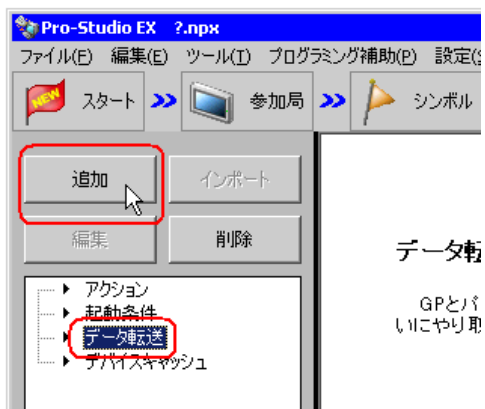 Pro-Studio EX ?.npx
ファイル(F) 編集(E) ツール(T) プログラミング補助(P) 設定(S
NEW スタート 参加局 シンボル
追加 インポート
編集 削除
アクション
起動条件
データ転送
デバイスキャッシュ
データ転
GPとパ
いにやり取